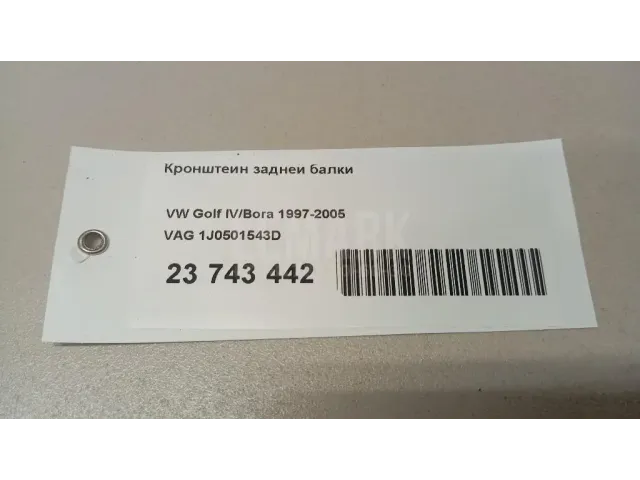 Кронштеин заднеи балки
VW Golf IV/Bora 1997-2005
VAG 1J0501543D
23 743 442